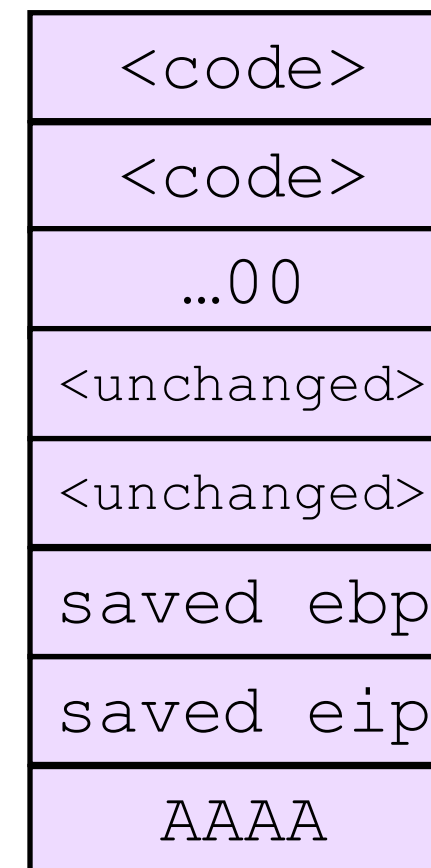 <code>
<code>
…00
<unchanged>
<unchanged>
saved ebp
saved eip
AAAA